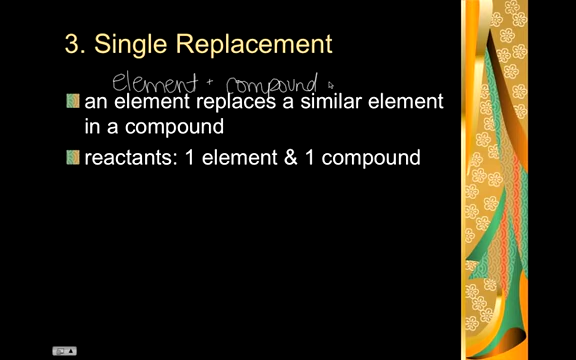 3. Single Replacement
element + compound
an element replaces a similar element
in a compound
reactants: 1 element & 1 compound